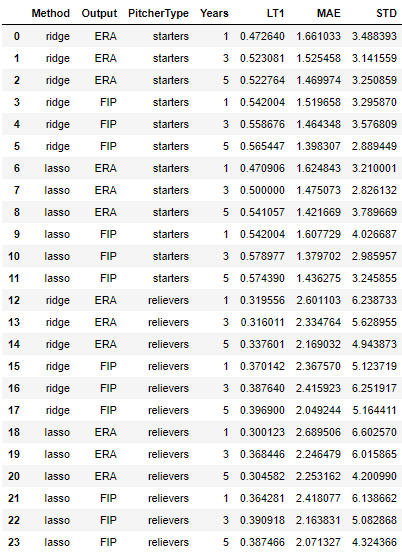 Method Output PitcherType Years LT1 MAE STD
0 ridge ERA starters 1 0.472640 1.661033 3.488393
1 ridge ERA starters 3 0.523081 1.525458 3.141559
2 ridge ERA starters 5 0.522764 1.469974 3.250859
3 ridge FIP starters 1 0.542004 1.519658 3.295870
4 ridge FIP starters 3 0.558676 1.464348 3.576809
5 ridge FIP starters 5 0.565447 1.398307 2.889449
6 lasso ERA starters 1 0.470906 1.624843 3.210001
7 lasso ERA starters 3 0.500000 1.475073 2.826132
8 lasso ERA starters 5 0.541057 1.421669 3.789669
9 lasso FIP starters 1 0.542004 1.607729 4.026687
10 lasso FIP starters 3 0.578977 1.379702 2.985957
11 lasso FIP starters 5 0.574390 1.436275 3.245855
12 ridge ERA relievers 1 0.319556 2.601103 6.238733
13 ridge ERA relievers 3 0.316011 2.334764 5.628955
14 ridge ERA relievers 5 0.337601 2.169032 4.943873
15 ridge FIP relievers 1 0.370142 2.367570 5.123719
16 ridge FIP relievers 3 0.387640 2.415923 6.251917
17 ridge FIP relievers 5 0.396900 2.049244 5.164411
18 lasso ERA relievers 1 0.300123 2.689506 6.602570
19 lasso ERA relievers 3 0.368446 2.246479 6.015865
20 lasso ERA relievers 5 0.304582 2.253162 4.200990
21 lasso FIP relievers 1 0.364281 2.418077 6.138662
22 lasso FIP relievers 3 0.390918 2.163831 5.082868
23 lasso FIP relievers 5 0.387466 2.071327 4.324366